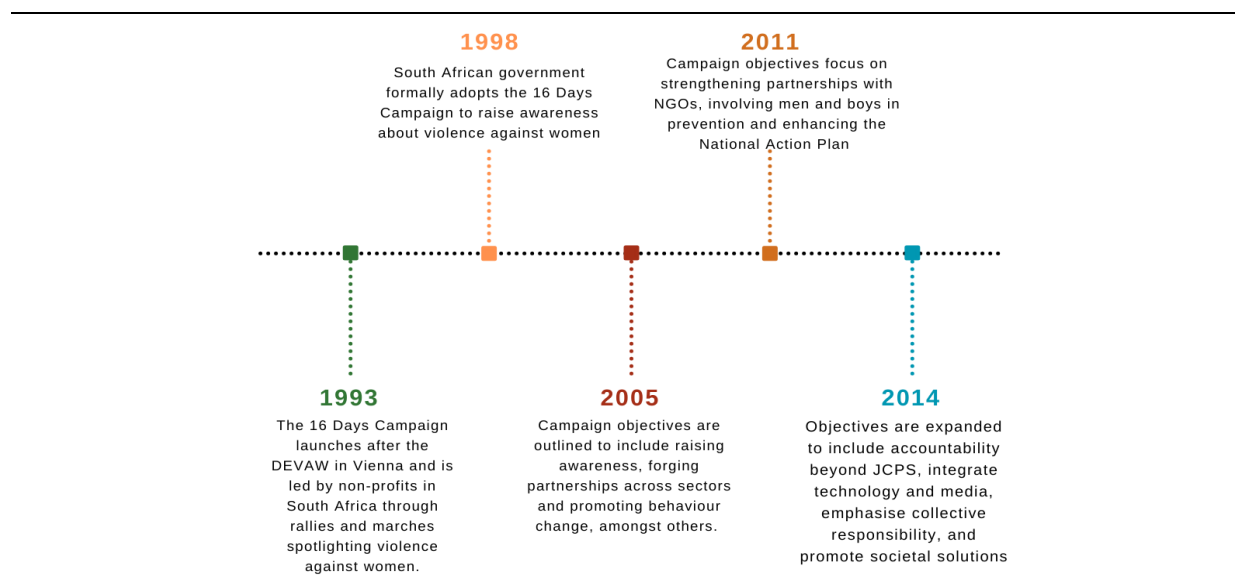 1998
South African government
formally adopts the 16 Days
Campaign to raise awareness
about violence against women
2011
Campaign objectives focus on
strengthening partnerships with
NGOs, involving men and boys in
prevention and enhancing the
National Action Plan
1993
The 16 Days Campaign
launches after the
DEVAW in Vienna and is
led by non-profits in
South Africa through
rallies and marches
spotlighting violence
against women.
2005
Campaign objectives are
outlined to include raising
awareness, forging
partnerships across sectors
and promoting behaviour
change, amongst others.
2014
Objectives are expanded
to include accountability
beyond JCPS, integrate
technology and media,
emphasise collective
responsibility, and
promote societal solutions